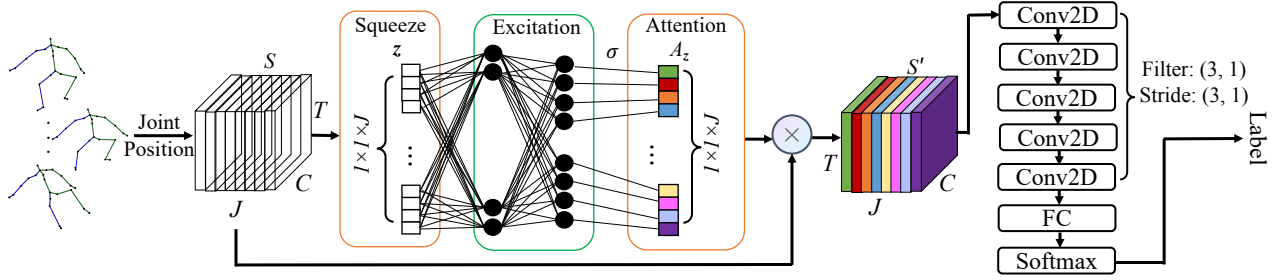 Joint
Position
S
T
C
J
Squeeze
z
1×1×J
...
Excitation
σ
Attention
A_z
1×1×J
...
×
S'
T
C
J
Conv2D
Conv2D
Conv2D
Conv2D
Conv2D
FC
Softmax
Filter: (3, 1)
Stride: (3, 1)
Label